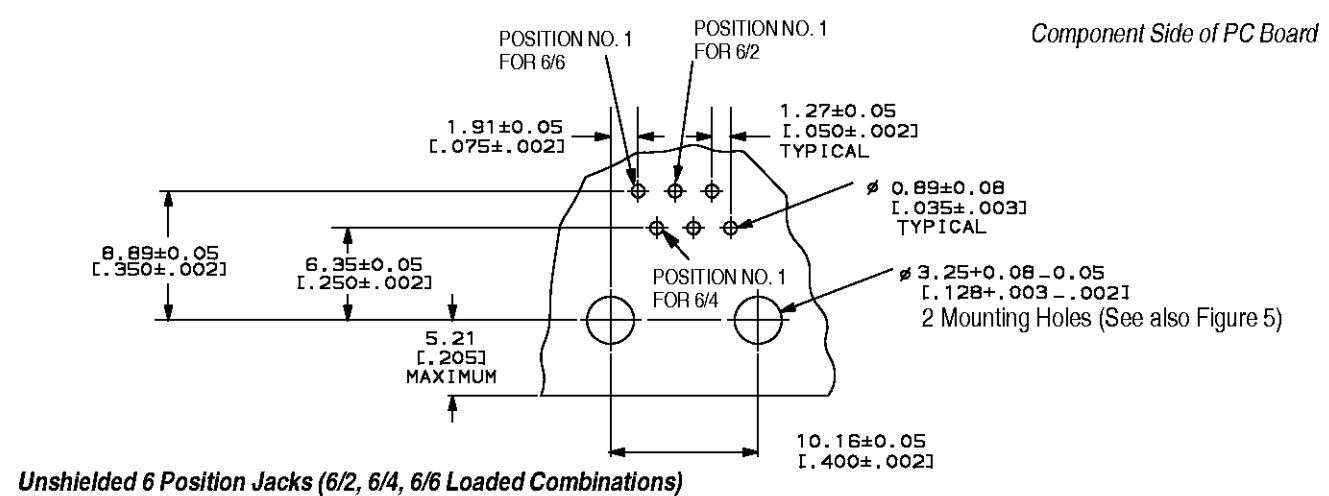 Component Side of PC Board
POSITION NO. 1
FOR 6/6
POSITION NO. 1
FOR 6/2
1.91±0.05
[.075±.002]
1.27±0.05
[.050±.002]
TYPICAL
ø 0.89±0.08
[.035±.003]
TYPICAL
8.89±0.05
[.350±.002]
6.35±0.05
[.250±.002]
POSITION NO. 1
FOR 6/4
ø 3.25+0.08-0.05
[.128+.003-.002]
2 Mounting Holes (See also Figure 5)
5.21
[.205]
MAXIMUM
10.16±0.05
[.400±.002]
Unshielded 6 Position Jacks (6/2, 6/4, 6/6 Loaded Combinations)